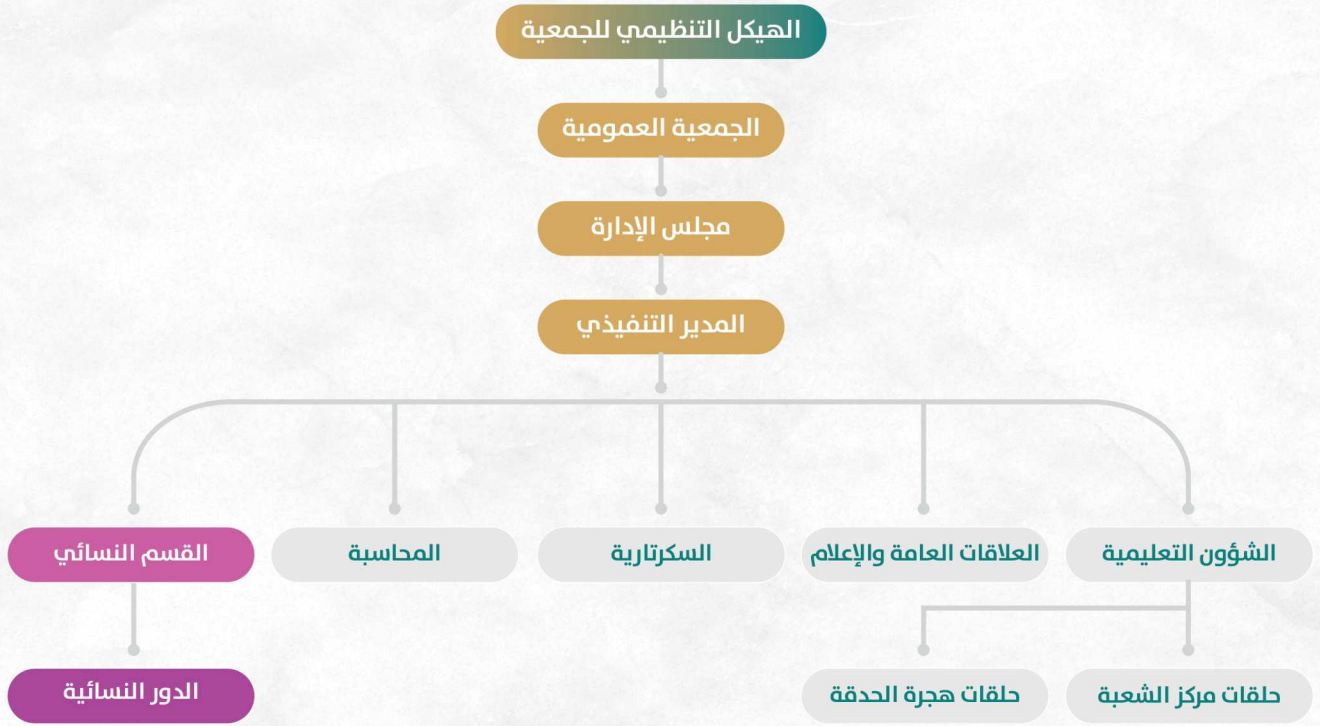 الهيكل التنظيمي للجمعية
الجمعية العمومية
مجلس الإدارة
المدير التنفيذي
الشؤون التعليمية
العلاقات العامة والإعلام
السكرتارية
المحاسبة
القسم النسائي
حلقات مركز الشعبة
حلقات هجرة الحدقة
الدور النسائية